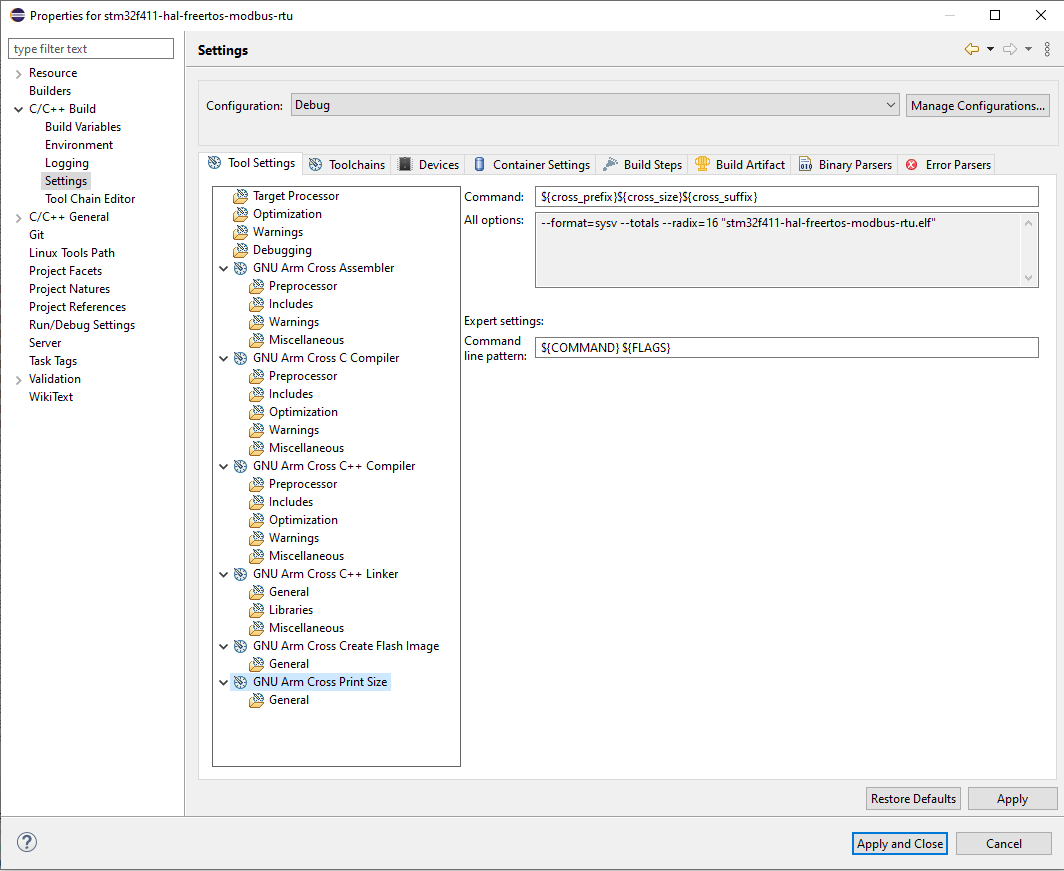 Properties for stm32f411-hal-freertos-modbus-rtu
type filter text
Resource
Builders
C/C++ Build
Build Variables
Environment
Logging
Settings
Tool Chain Editor
C/C++ General
Git
Linux Tools Path
Project Facets
Project Natures
Project References
Run/Debug Settings
Server
Task Tags
Validation
WikiText
Settings
Configuration:
Debug
Manage Configurations...
Tool Settings
Toolchains
Devices
Container Settings
Build Steps
Build Artifact
Binary Parsers
Error Parsers
Target Processor
Optimization
Warnings
Debugging
GNU Arm Cross Assembler
Preprocessor
Includes
Warnings
Miscellaneous
GNU Arm Cross C Compiler
Preprocessor
Includes
Optimization
Warnings
Miscellaneous
GNU Arm Cross C++ Compiler
Preprocessor
Includes
Optimization
Warnings
Miscellaneous
GNU Arm Cross C++ Linker
General
Libraries
Miscellaneous
GNU Arm Cross Create Flash Image
General
GNU Arm Cross Print Size
General
Command:
${cross_prefix}${cross_size}${cross_suffix}
All options:
--format=sysv --totals --radix=16 "stm32f411-hal-freertos-modbus-rtu.elf"
Expert settings:
Command
line pattern:
${COMMAND} ${FLAGS}
Restore Defaults
Apply
?
Apply and Close
Cancel